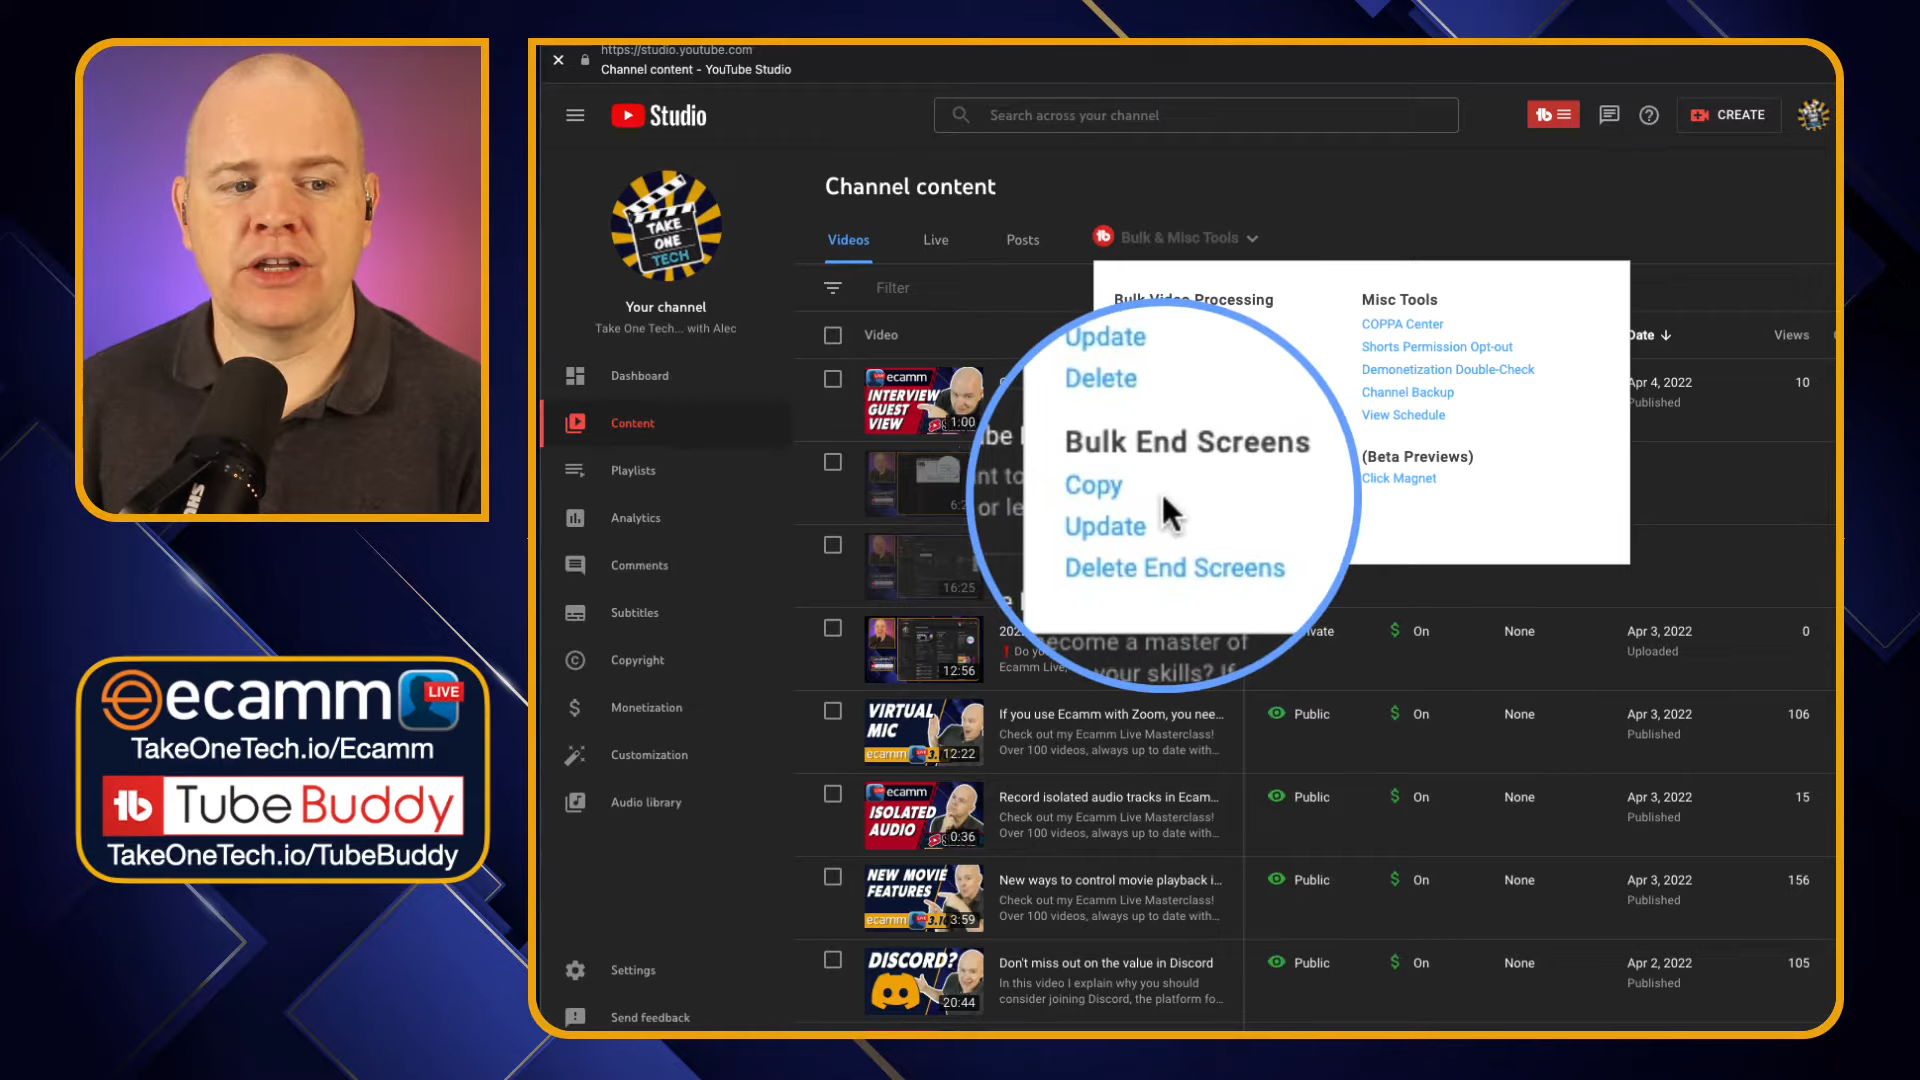 https://studio.youtube.com
Channel content - YouTube Studio
Studio
Search across your channel
CREATE
TAKE
ONE
TECH
Your channel
Take One Tech... with Alec
Dashboard
Content
Playlists
Analytics
Comments
Subtitles
Copyright
Monetization
Customization
Audio library
Settings
Send feedback
Channel content
Videos
Live
Posts
Bulk & Misc Tools
Filter
Bulk Video Processing
Update
Delete
Bulk End Screens
Copy
Update
Delete End Screens
Misc Tools
COPPA Center
Shorts Permission Opt-out
Demonetization Double-Check
Channel Backup
View Schedule
(Beta Previews)
Click Magnet
Video
Date
Views
ecamm
INTERVIEW
GUEST
VIEW
1:00
Apr 4, 2022
Published
10
16:25
become a master of
your skills? If
12:56
Ecamm Live,
On
None
Apr 3, 2022
Uploaded
0
VIRTUAL
MIC
ecamm
12:22
If you use Ecamm with Zoom, you nee...
Check out my Ecamm Live Masterclass!
Over 100 videos, always up to date with...
Public
On
None
Apr 3, 2022
Published
106
ecamm
ISOLATED
AUDIO
0:36
Record isolated audio tracks in Ecam...
Check out my Ecamm Live Masterclass!
Over 100 videos, always up to date with...
Public
On
None
Apr 3, 2022
Published
15
NEW MOVIE
FEATURES
ecamm
3:59
New ways to control movie playback i...
Check out my Ecamm Live Masterclass!
Over 100 videos, always up to date with...
Public
On
None
Apr 3, 2022
Published
156
DISCORD?
20:44
Don't miss out on the value in Discord
In this video I explain why you should
consider joining Discord, the platform fo...
Public
On
None
Apr 2, 2022
Published
105
ecamm LIVE
TakeOneTech.io/Ecamm
TubeBuddy
TakeOneTech.io/TubeBuddy